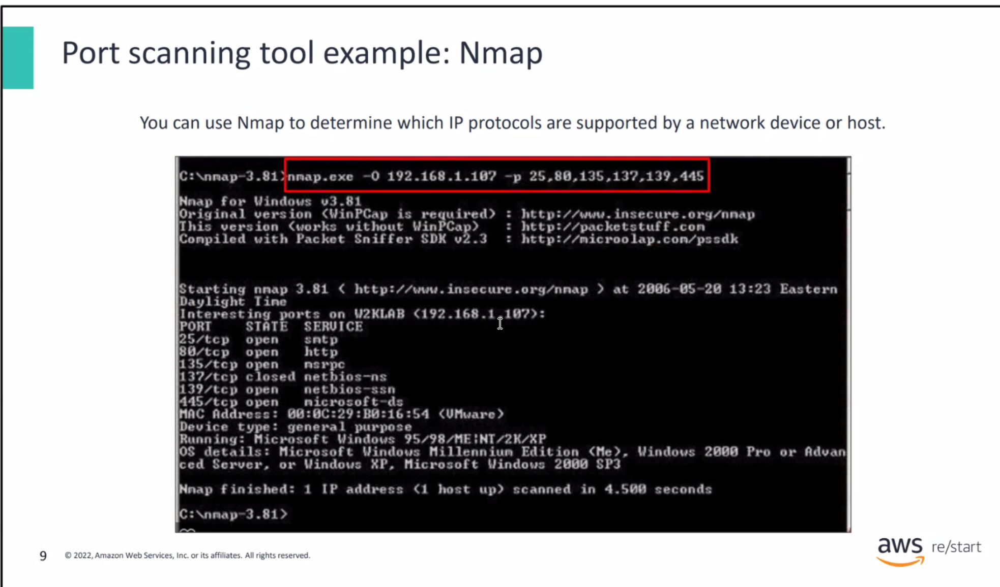 Port scanning tool example: Nmap
You can use Nmap to determine which IP protocols are supported by a network device or host.
C:\nmap-3.81>nmap.exe -O 192.168.1.107 -p 25,80,135,137,139,445
Nmap for Windows v3.81
Original version (WinPCap is required) : http://www.insecure.org/nmap
This version (works without WinPCap) : http://packetstuff.com
Compiled with Packet Sniffer SDK v2.3 : http://microolap.com/pssdk
Starting nmap 3.81 ( http://www.insecure.org/nmap ) at 2006-05-20 13:23 Eastern
Daylight Time
Interesting ports on W2KLAB (192.168.1.107):
PORT STATE SERVICE
25/tcp open smtp
80/tcp open http
135/tcp open msrpc
137/tcp closed netbios-ns
139/tcp open netbios-ssn
445/tcp open microsoft-ds
MAC Address: 00:0C:29:B0:16:54 (VMware)
Device type: general purpose
Running: Microsoft Windows 95/98/ME|NT/2K/XP
OS details: Microsoft Windows Millennium Edition (Me), Windows 2000 Pro or Advan
ced Server, or Windows XP, Microsoft Windows 2000 SP3
Nmap finished: 1 IP address (1 host up) scanned in 4.500 seconds
C:\nmap-3.81>
9 © 2022, Amazon Web Services, Inc. or its affiliates. All rights reserved.
aws re/start